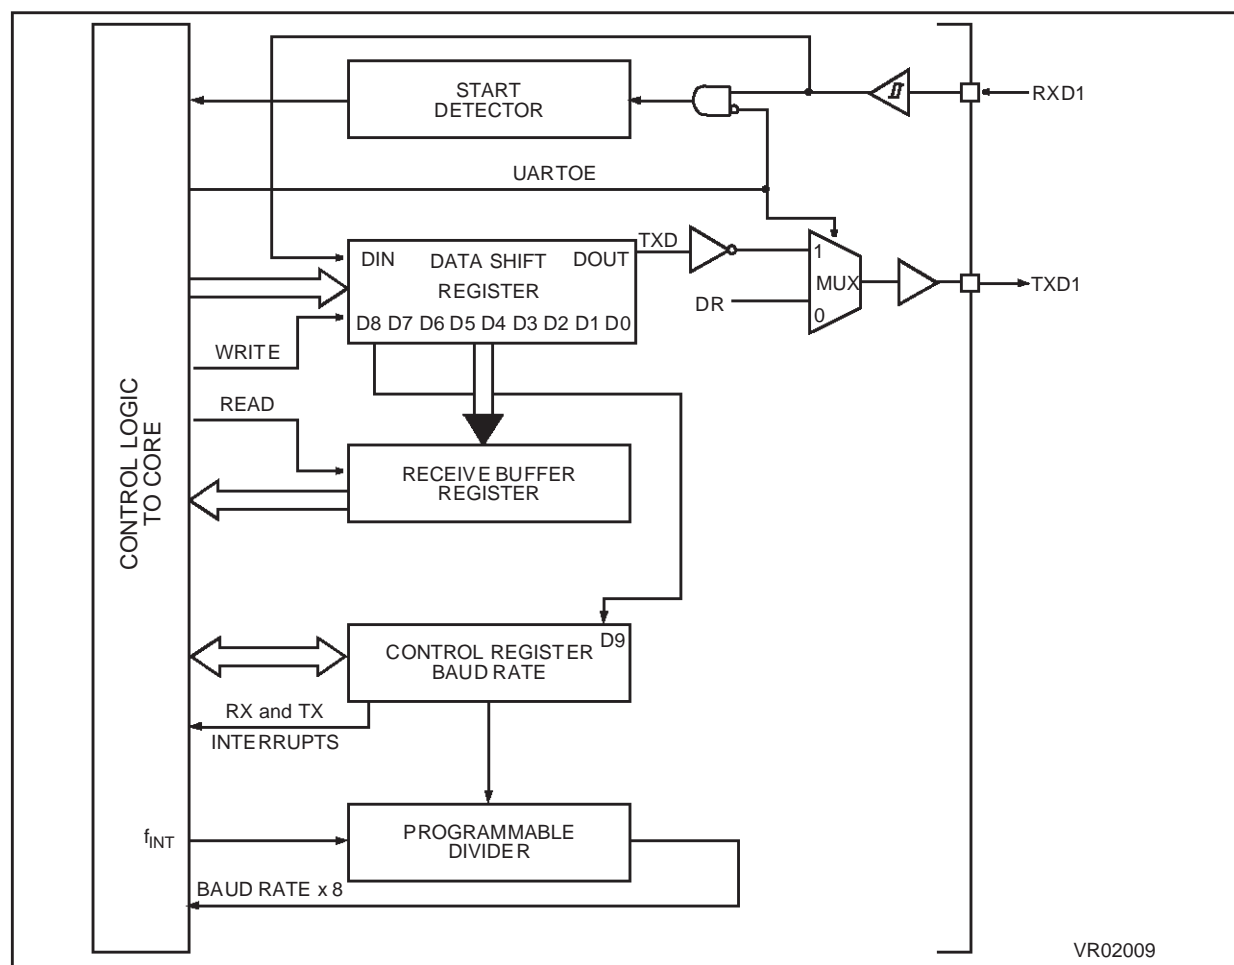 START
DETECTOR
RXD1
UARTOE
TXD
DIN DATA SHIFT DOUT
REGISTER
D8 D7 D6 D5 D4 D3 D2 D1 D0
1
MUX
0
DR
TXD1
WRITE
READ
CONTROL LOGIC
TO CORE
RECEIVE BUFFER
REGISTER
D9
CONTROL REGISTER
BAUD RATE
RX and TX
INTERRUPTS
fINT
PROGRAMMABLE
DIVIDER
BAUD RATE x 8
VR02009